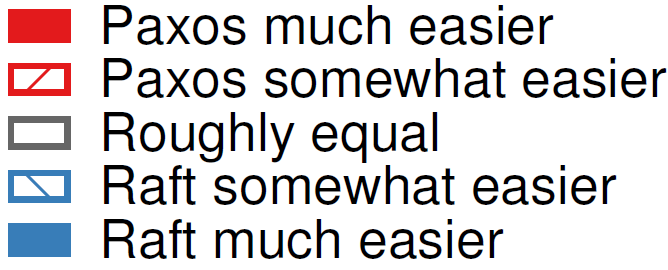 Paxos much easier
Paxos somewhat easier
Roughly equal
Raft somewhat easier
Raft much easier